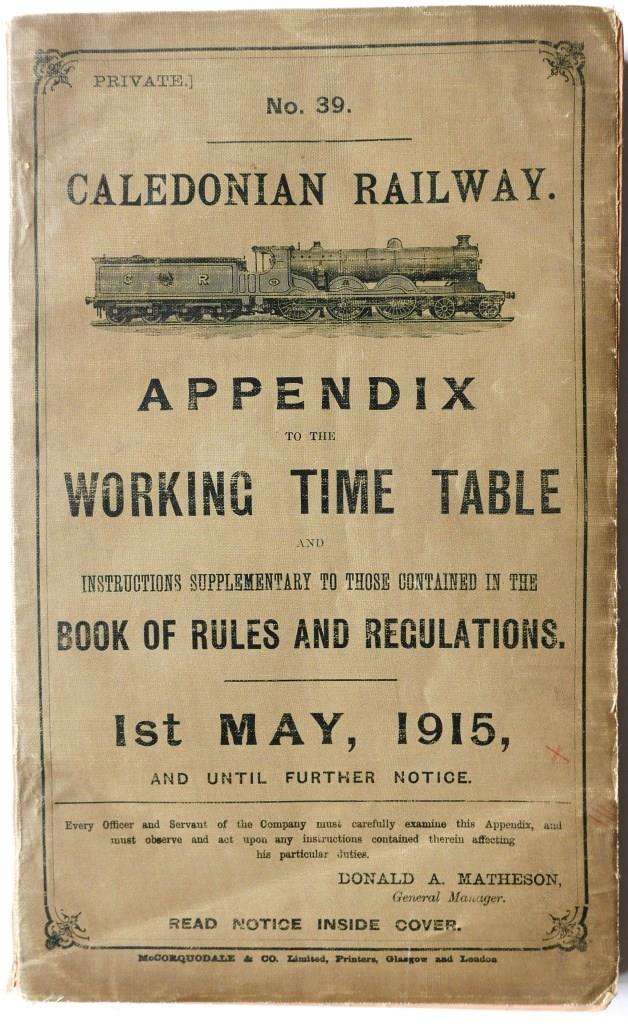 PRIVATE.]
No. 39.
CALEDONIAN RAILWAY.
C R
APPENDIX
TO THE
WORKING TIME TABLE
AND
INSTRUCTIONS SUPPLEMENTARY TO THOSE CONTAINED IN THE
BOOK OF RULES AND REGULATIONS.
1st MAY, 1915,
AND UNTIL FURTHER NOTICE.
Every Officer and Servant of the Company must carefully examine this Appendix, and
must observe and act upon any instructions contained therein affecting
his particular duties.
DONALD A. MATHESON,
General Manager.
READ NOTICE INSIDE COVER.
McCORQUODALE & CO. Limited, Printers, Glasgow and London